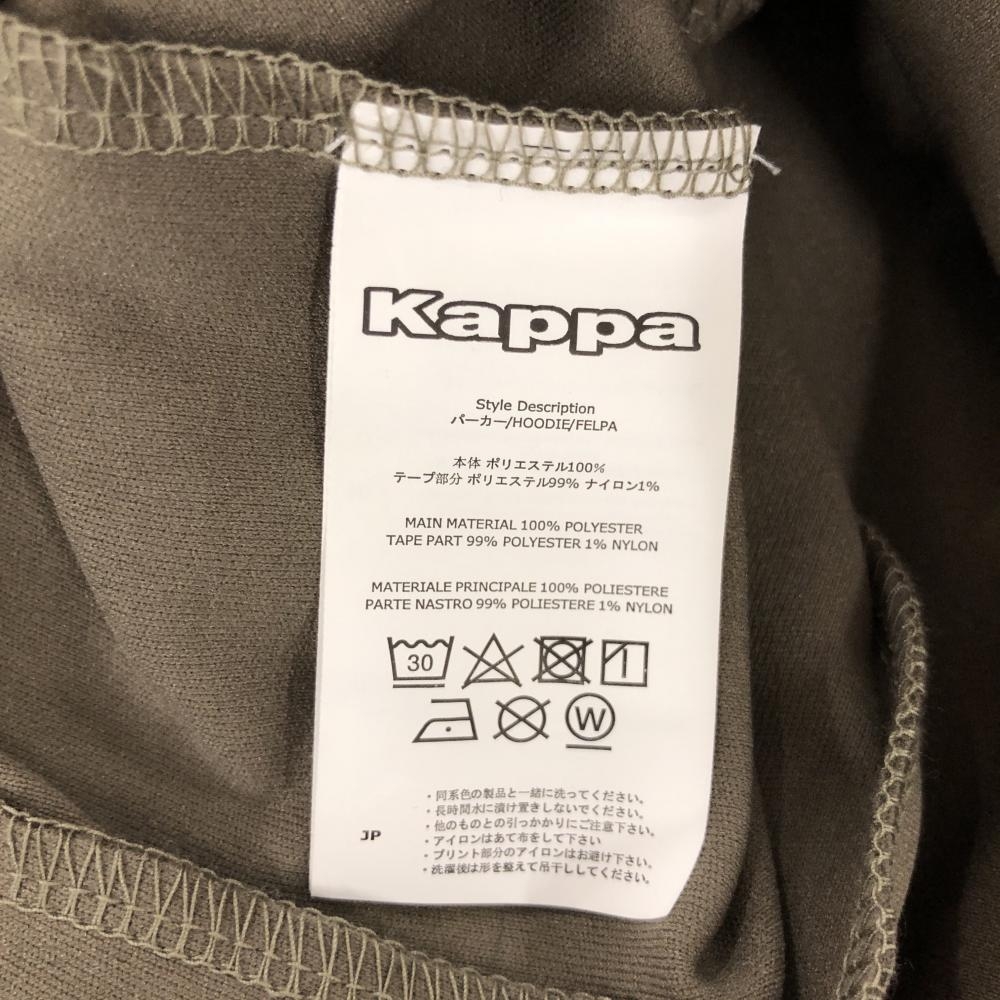 Kappa
Style Description
パーカー/HOODIE/FELPA
本体 ポリエステル100%
テープ部分 ポリエステル99% ナイロン1%
MAIN MATERIAL 100% POLYESTER
TAPE PART 99% POLYESTER 1% NYLON
MATERIALE PRINCIPALE 100% POLIESTERE
PARTE NASTRO 99% POLIESTERE 1% NYLON
30
W
・同系色の製品と一緒に洗ってください。
・長時間水に漬け置きしないでください。
・他のものとの引っかかりにご注意下さい。
・アイロンはあて布をして下さい
・プリント部分のアイロンはお避け下さい。
・洗濯後は形を整えて吊干ししてください。
JP